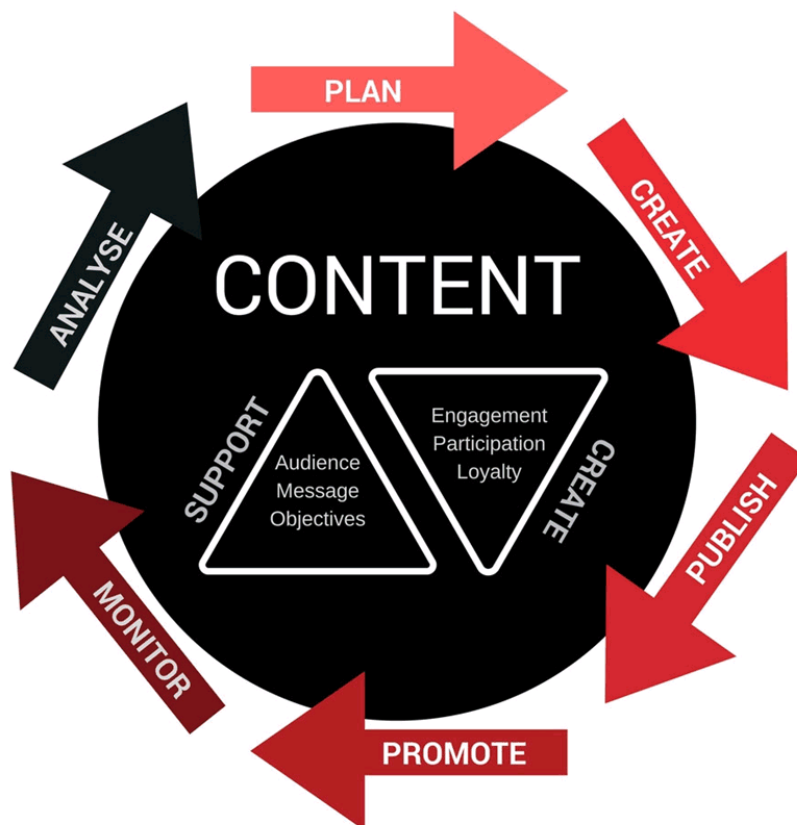 PLAN
CREATE
PUBLISH
PROMOTE
MONITOR
ANALYSE
CONTENT
SUPPORT
Audience
Message
Objectives
Engagement
Participation
Loyalty
CREATE